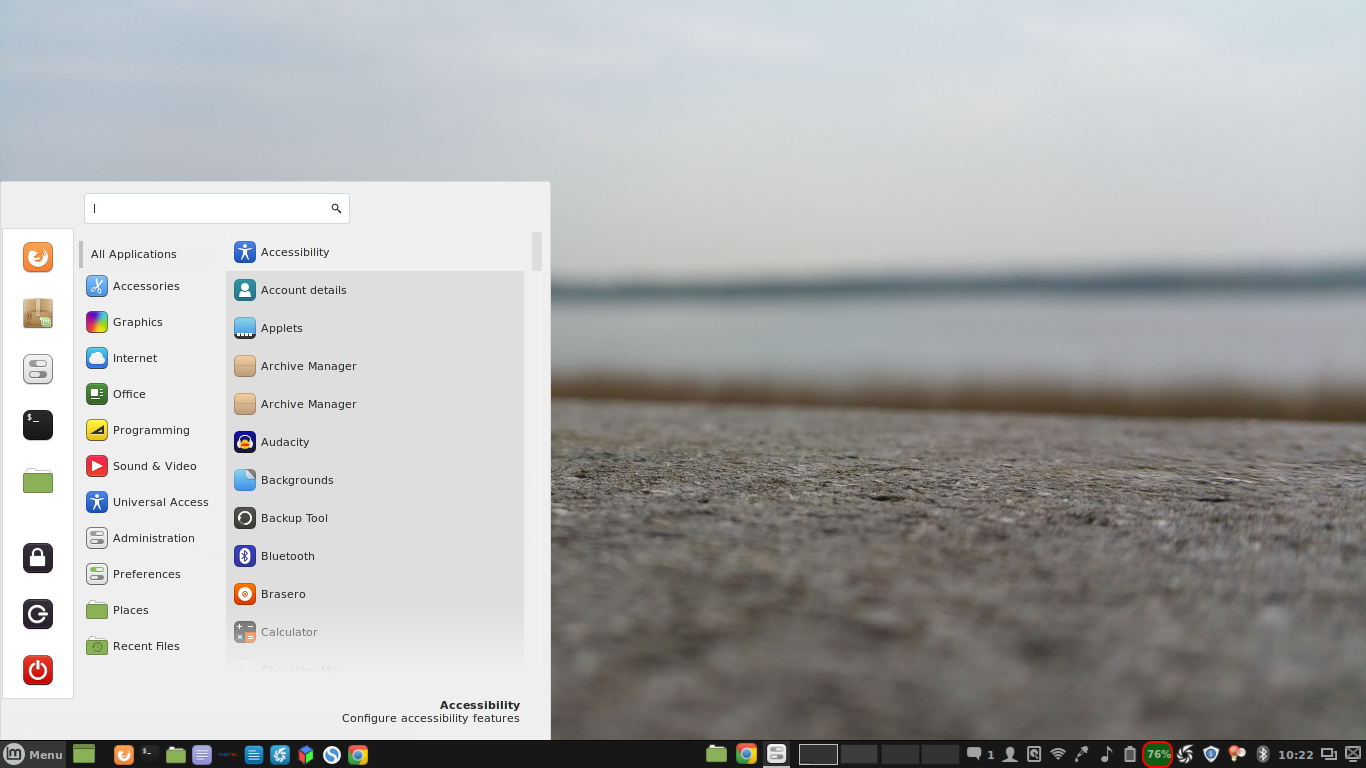 All Applications
Accessories
Graphics
Internet
Office
Programming
Sound & Video
Universal Access
Administration
Preferences
Places
Recent Files
Accessibility
Account details
Applets
Archive Manager
Archive Manager
Audacity
Backgrounds
Backup Tool
Bluetooth
Brasero
Calculator
Character Map
Accessibility
Configure accessibility features
Menu
1
76%
10:22